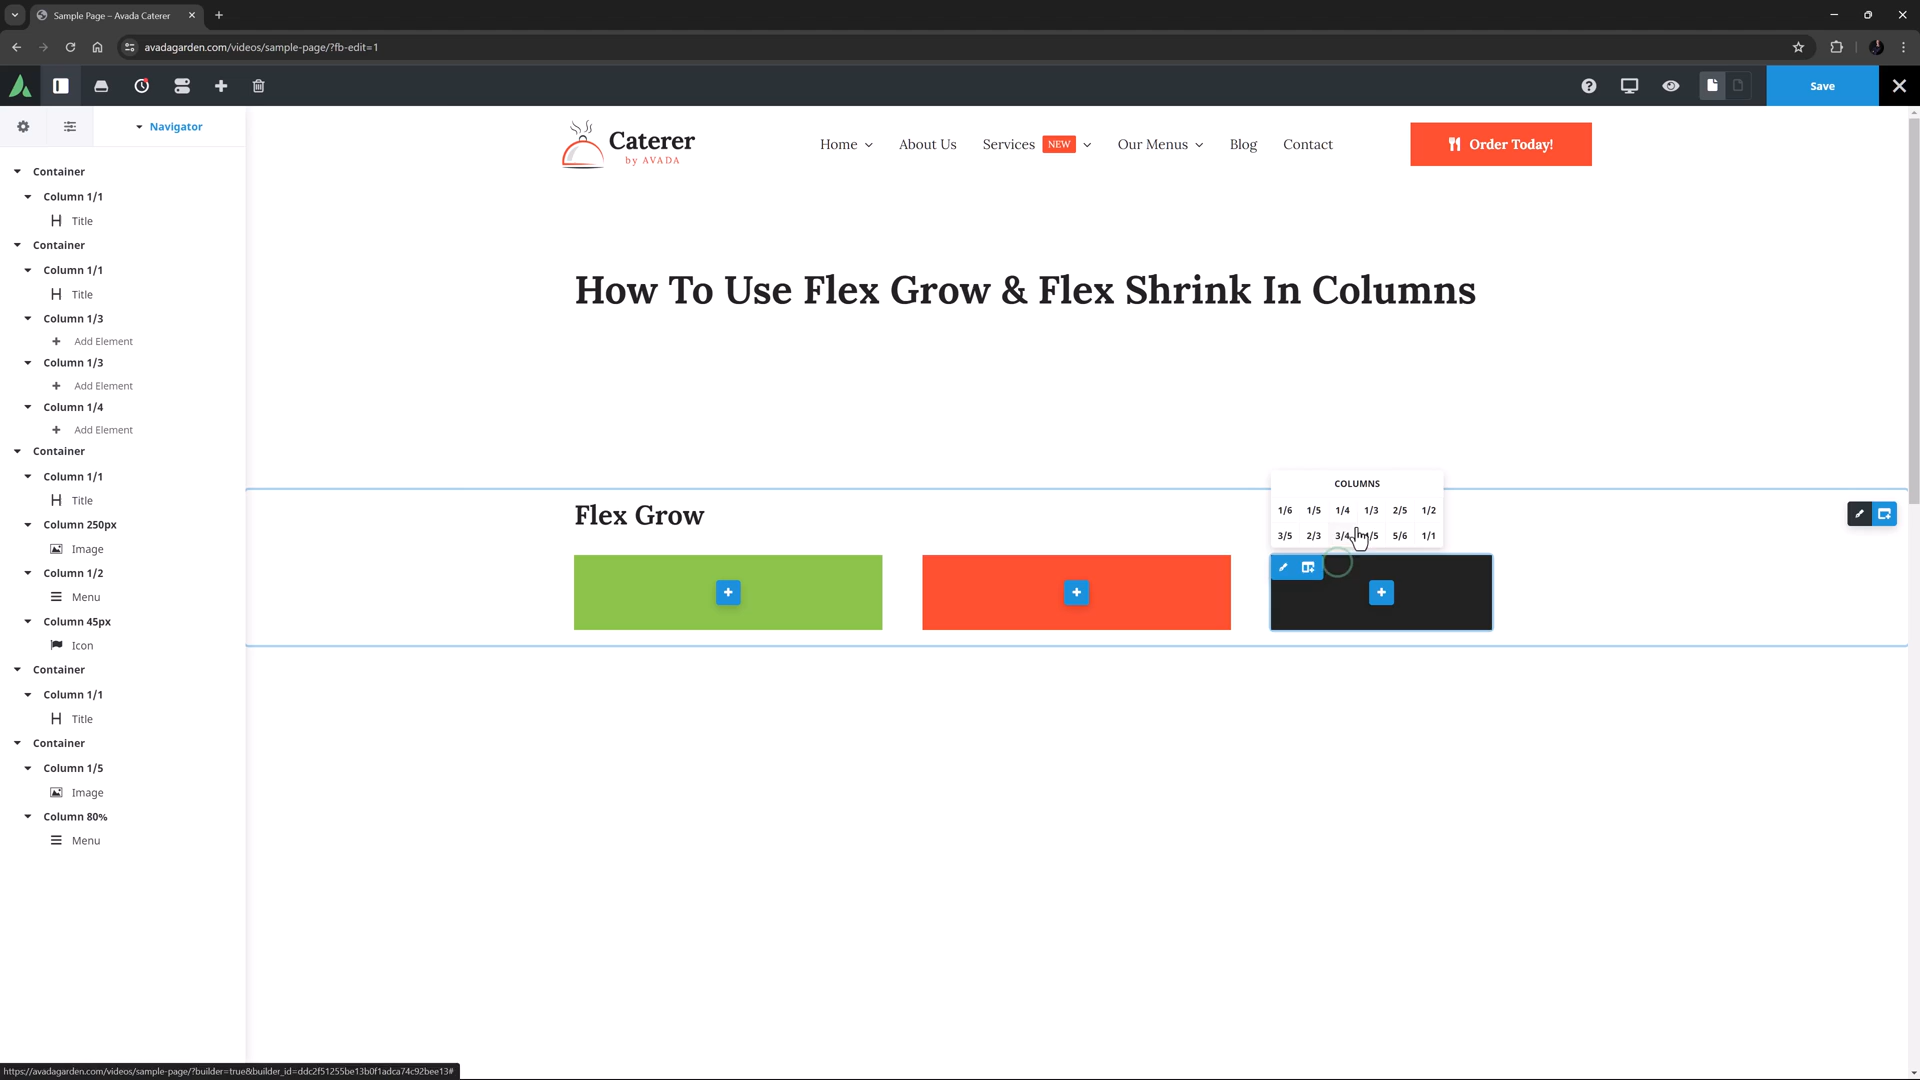 Sample Page – Avada Caterer
avadagarden.com/videos/sample-page/?fb-edit=1
Save
Navigator
Container
Column 1/1
Title
Container
Column 1/1
Title
Column 1/3
Add Element
Column 1/3
Add Element
Column 1/4
Add Element
Container
Column 1/1
Title
Column 250px
Image
Column 1/2
Menu
Column 45px
Icon
Container
Column 1/1
Title
Container
Column 1/5
Image
Column 80%
Menu
Caterer
by AVADA
Home About Us Services NEW Our Menus Blog Contact
Order Today!
How To Use Flex Grow & Flex Shrink In Columns
COLUMNS
1/6 1/5 1/4 1/3 2/5 1/2
3/5 2/3 3/4 /5 5/6 1/1
Flex Grow
https://avadagarden.com/videos/sample-page/?builder=true&builder_id=ddc2f51255be13b0f1adca74c92bee13#